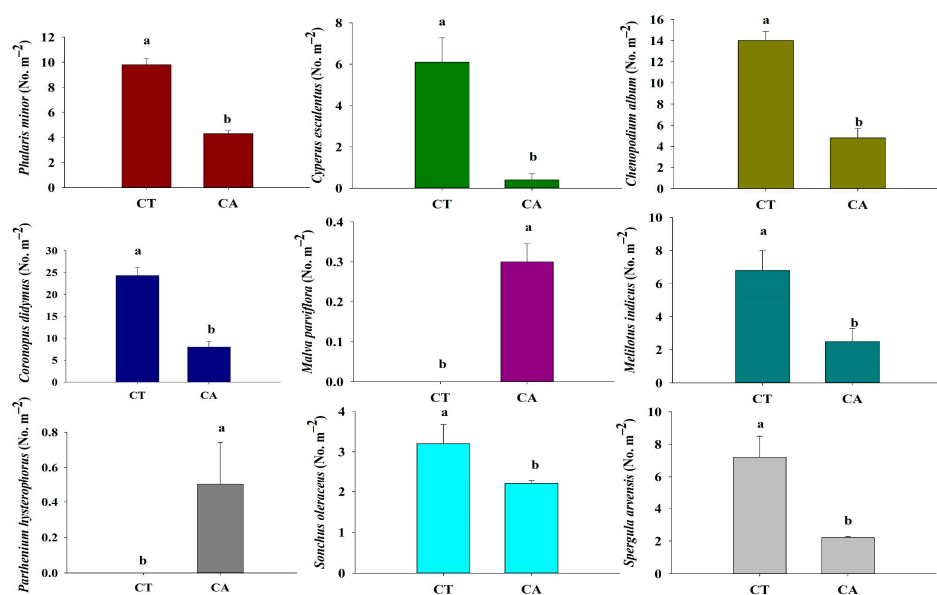 Phalaris minor (No. m−2)
12
10
8
6
4
2
0
a
b
CT
CA
Cyperus esculentus (No. m−2)
8
6
4
2
0
a
b
CT
CA
Chenopodium album (No. m−2)
16
14
12
10
8
6
4
2
0
a
b
CT
CA
Coronopus didymus (No. m−2)
30
25
20
15
10
5
0
a
b
CT
CA
Malva parviflora (No. m−2)
0.4
0.3
0.2
0.1
0.0
b
a
CT
CA
Melilotus indicus (No. m−2)
8
6
4
2
0
a
b
CT
CA
Parthenium hysterophorus (No. m−2)
0.8
0.6
0.4
0.2
0.0
b
a
CT
CA
Sonchus oleraceus (No. m−2)
4
3
2
1
0
a
b
CT
CA
Spergula arvensis (No. m−2)
8
6
4
2
0
a
b
CT
CA